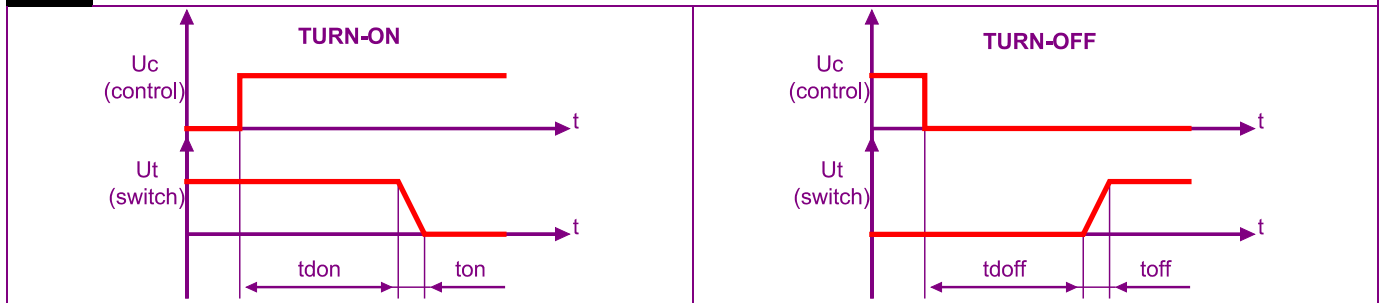 TURN-ON
Uc
(control)
t
Ut
(switch)
t
tdon
ton
TURN-OFF
Uc
(control)
t
Ut
(switch)
t
tdoff
toff